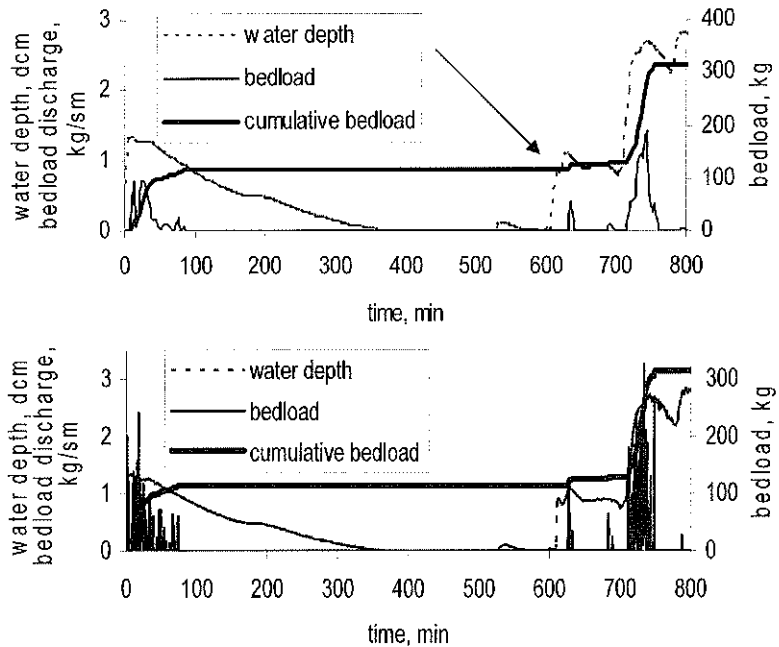 water depth, dcm
bedload discharge,
kg/sm
3
2
1
0
water depth
bedload
cumulative bedload
400
300
200
100
0
bedload, kg
0 100 200 300 400 500 600 700 800
time, min
water depth, dcm
bedload discharge,
kg/sm
3
2
1
0
water depth
bedload
cumulative bedload
300
200
100
0
bedload, kg
0 100 200 300 400 500 600 700 800
time, min